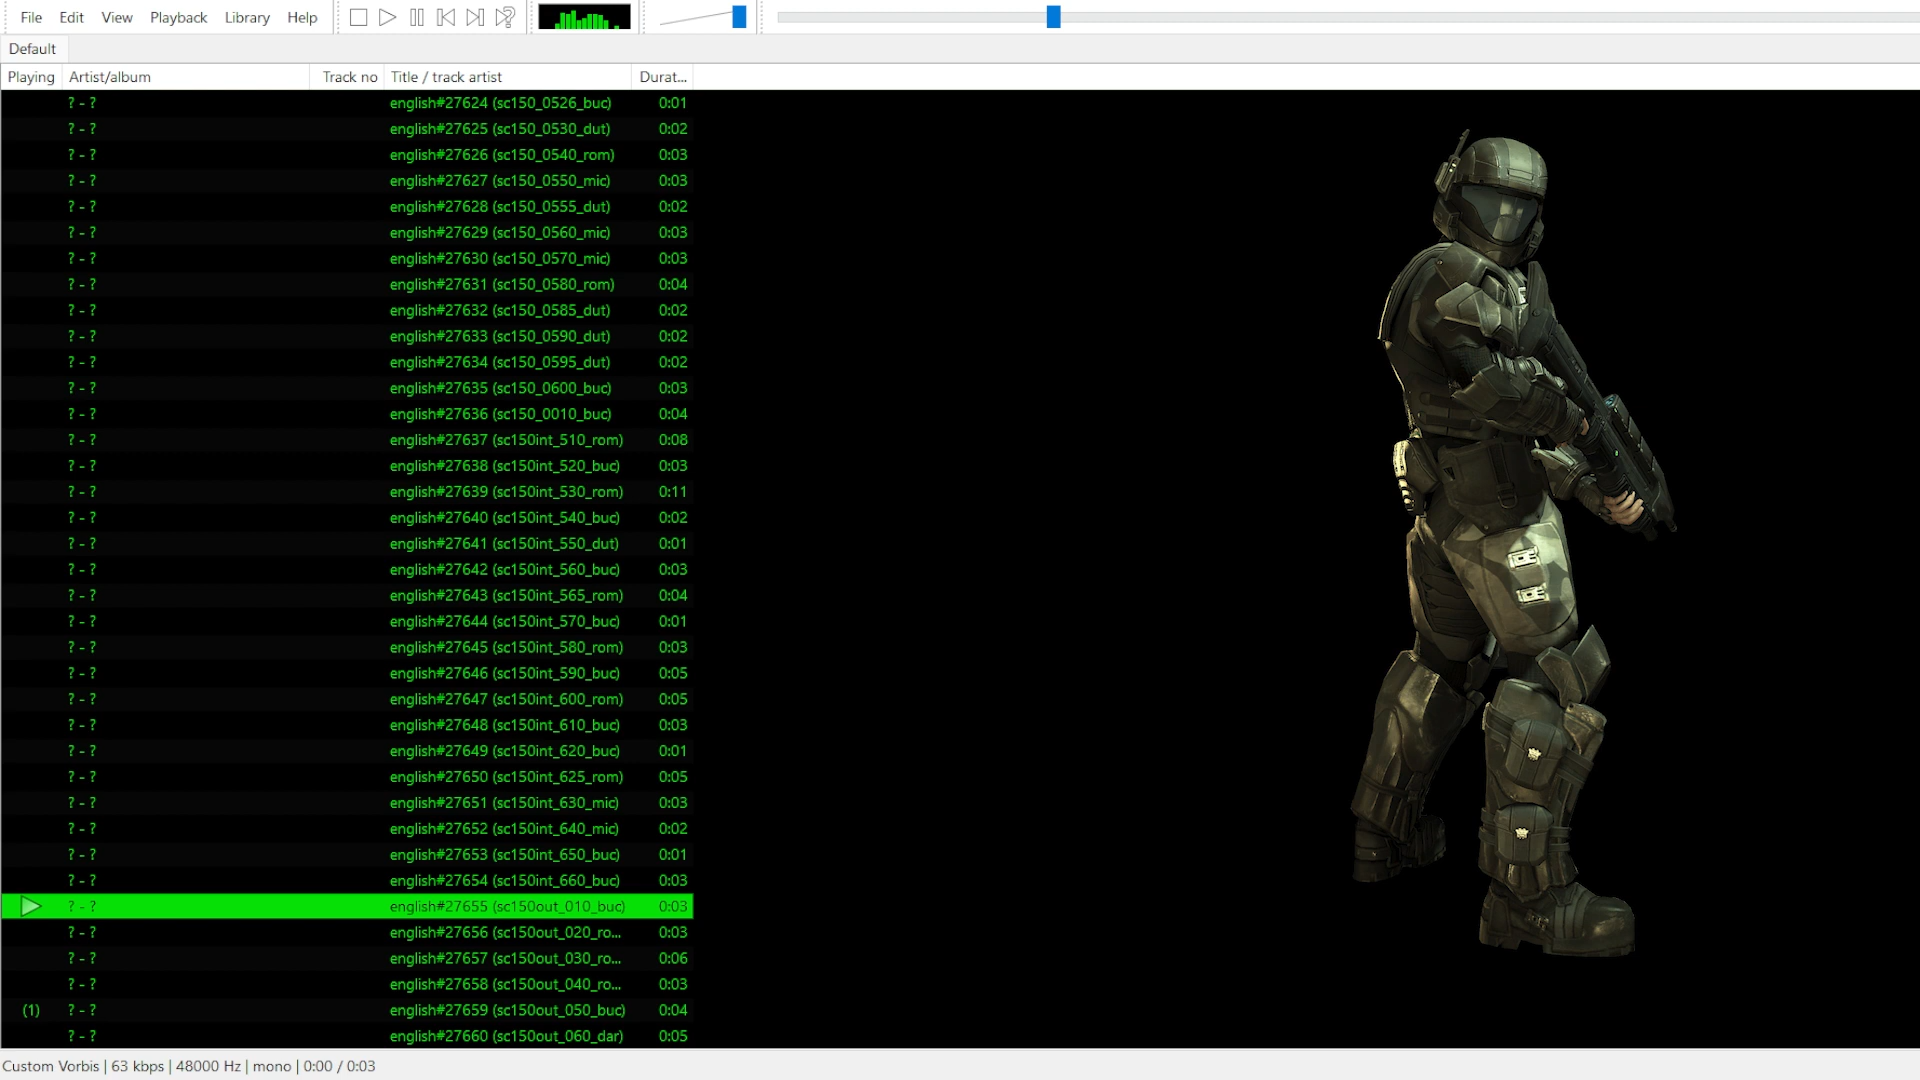 File Edit View Playback Library Help
Default
Playing Artist/album Track no Title / track artist Durat...
? - ? english#27624 (sc150_0526_buc) 0:01
? - ? english#27625 (sc150_0530_dut) 0:02
? - ? english#27626 (sc150_0540_rom) 0:03
? - ? english#27627 (sc150_0550_mic) 0:03
? - ? english#27628 (sc150_0555_dut) 0:02
? - ? english#27629 (sc150_0560_mic) 0:03
? - ? english#27630 (sc150_0570_mic) 0:03
? - ? english#27631 (sc150_0580_rom) 0:04
? - ? english#27632 (sc150_0585_dut) 0:02
? - ? english#27633 (sc150_0590_dut) 0:02
? - ? english#27634 (sc150_0595_dut) 0:02
? - ? english#27635 (sc150_0600_buc) 0:03
? - ? english#27636 (sc150_0010_buc) 0:04
? - ? english#27637 (sc150int_510_rom) 0:08
? - ? english#27638 (sc150int_520_buc) 0:03
? - ? english#27639 (sc150int_530_rom) 0:11
? - ? english#27640 (sc150int_540_buc) 0:02
? - ? english#27641 (sc150int_550_dut) 0:01
? - ? english#27642 (sc150int_560_buc) 0:03
? - ? english#27643 (sc150int_565_rom) 0:04
? - ? english#27644 (sc150int_570_buc) 0:01
? - ? english#27645 (sc150int_580_rom) 0:03
? - ? english#27646 (sc150int_590_buc) 0:05
? - ? english#27647 (sc150int_600_rom) 0:05
? - ? english#27648 (sc150int_610_buc) 0:03
? - ? english#27649 (sc150int_620_buc) 0:01
? - ? english#27650 (sc150int_625_rom) 0:05
? - ? english#27651 (sc150int_630_mic) 0:03
? - ? english#27652 (sc150int_640_mic) 0:02
? - ? english#27653 (sc150int_650_buc) 0:01
? - ? english#27654 (sc150int_660_buc) 0:03
? - ? english#27655 (sc150out_010_buc) 0:03
? - ? english#27656 (sc150out_020_ro... 0:03
? - ? english#27657 (sc150out_030_ro... 0:06
? - ? english#27658 (sc150out_040_ro... 0:03
(1) ? - ? english#27659 (sc150out_050_buc) 0:04
? - ? english#27660 (sc150out_060_dar) 0:05
Custom Vorbis | 63 kbps | 48000 Hz | mono | 0:00 / 0:03